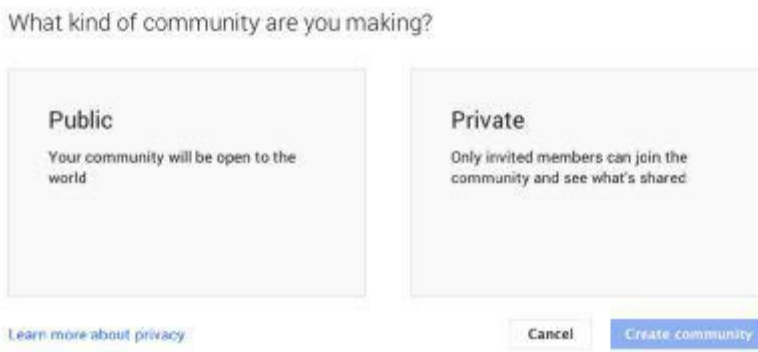 What kind of community are you making?
Public
Your community will be open to the
world
Private
Only invited members can join the
community and see what's shared
Learn more about privacy
Cancel
Create community